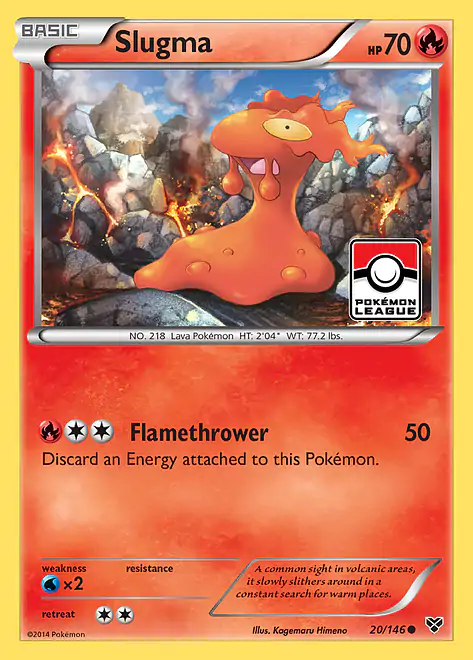 BASIC
Slugma
HP70
POKÉMON
LEAGUE
NO. 218 Lava Pokémon HT: 2'04" WT: 77.2 lbs.
Flamethrower 50
Discard an Energy attached to this Pokémon.
weakness resistance
×2
retreat
A common sight in volcanic areas,
it slowly slithers around in a
constant search for warm places.
©2014 Pokémon
Illus. Kagemaru Himeno
20/146